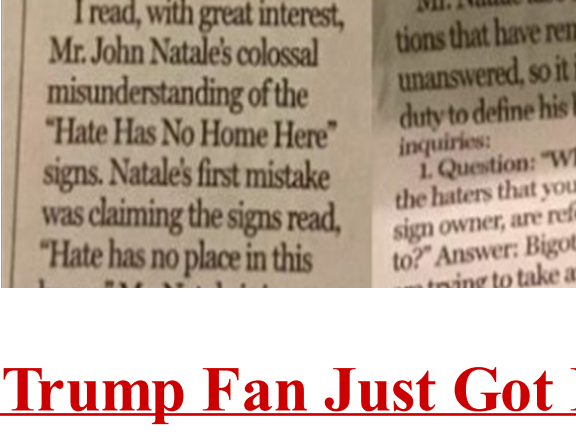 I read, with great interest,
Mr. John Natale's colossal
misunderstanding of the
“Hate Has No Home Here”
signs. Natale's first mistake
was claiming the signs read,
“Hate has no place in this
tions that have
unanswered, so it
duty to define his
inquiries:
1. Question:
the haters that you
sign owner, are
to?” Answer:
to take
Trump Fan Just Got